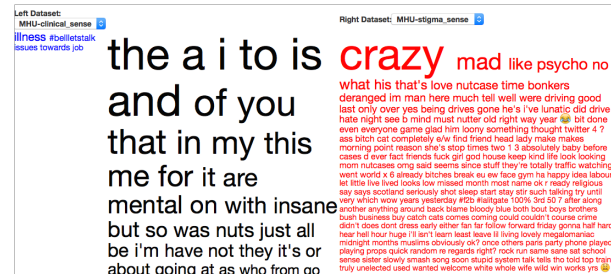 Left Dataset:
MHU-clinical_sense
Right Dataset: MHU-stigma_sense
illness #bellletstalk
issues towards job
the a i to is
and of you
that in my this
me for it are
mental on with insane
but so was nuts just all
be i'm have not they it's or
about going at as who from go
crazy mad like psycho no
what his that's love nutcase time bonkers
deranged im man here much tell well were driving good
last only over yes being drives gone he's i've lunatic did drive
hate night see b mind must nutter old right way year 😂 bit done
even everyone game glad him loony something thought twitter 4 ?
ass bitch cat completely e/w find friend head lady make makes
morning point reason she's stop times two 1 3 absolutely baby before
cases d ever fact friends fuck girl god house keep kind life look looking
mom nutcases omg said seems since stuff they're totally traffic watching
went world x 6 already bitches break eu ew face gym ha happy idea labour
let little live lived looks low missed month most name ok r ready religious
say says scotland seriously shot sleep start stay stir such talking try until
very which wow years yesterday #t2b #lailtgate 100% 3rd 50 7 after along
another anything around back blame bloody blue both bout boys brothers
bush business buy catch cats comes coming could couldn't course crime
didn't does dont dress early either fan far follow forward friday gonna half hard
hear hell hour huge i'll isn't learn least leave lil living lovely megalomaniac
midnight months muslims obviously ok? once others paris party phone played
playing props quick random re regards right? rock run same sane sat school
sense sister slowly smash song soon stupid system talk tells tho told top train
truly unelected used wanted welcome white whole wife wild win works ye